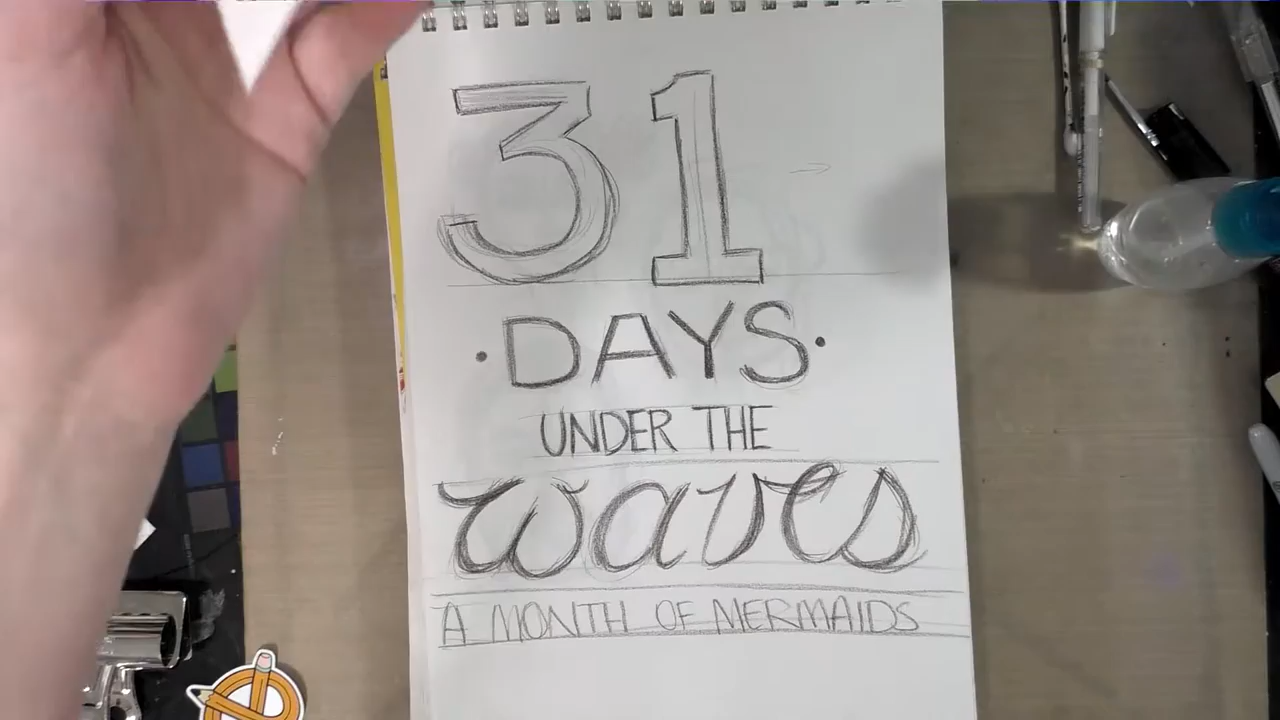 31
• DAYS •
UNDER THE
waves
A MONTH OF MERMAIDS